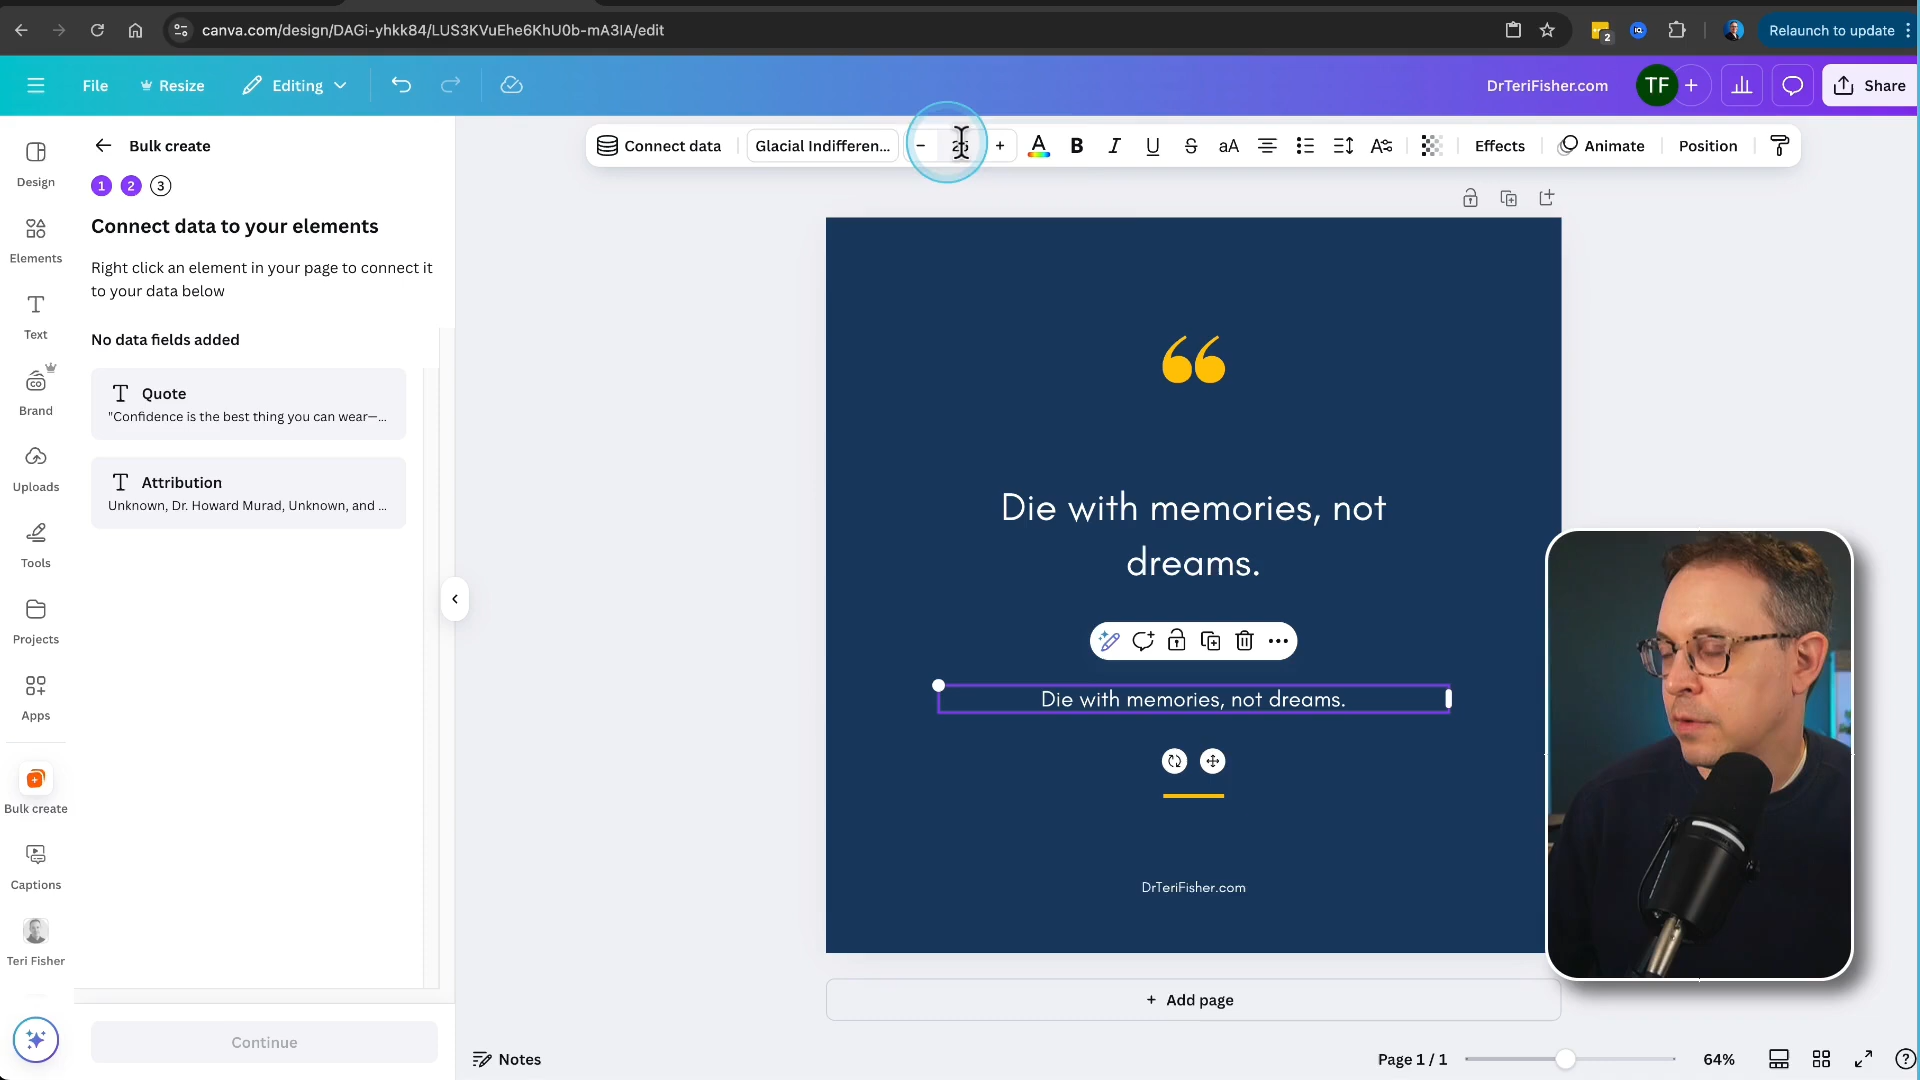 canva.com/design/DAGi-yhkk84/LUS3KVuEhe6KhU0b-mA3lA/edit
2
Relaunch to update
File
Resize
Editing
DrTeriFisher.com
TF
Share
Design
Elements
Text
Brand
Uploads
Tools
Projects
Apps
Bulk create
Captions
Teri Fisher
Bulk create
1 2 3
Connect data to your elements
Right click an element in your page to connect it
to your data below
No data fields added
Quote
"Confidence is the best thing you can wear—...
Attribution
Unknown, Dr. Howard Murad, Unknown, and ...
Continue
Connect data
Glacial Indifferen...
Effects
Animate
Position
Die with memories, not
dreams.
Die with memories, not dreams.
DrTeriFisher.com
+ Add page
Notes
Page 1 / 1
64%